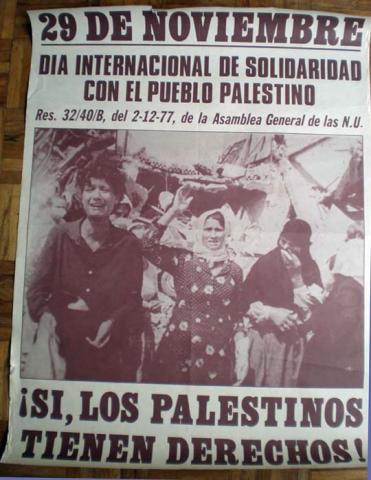 29 DE NOVIEMBRE
DIA INTERNACIONAL DE SOLIDARIDAD
CON EL PUEBLO PALESTINO
Res. 32/40/B, del 2-12-77, de la Asamblea General de las N.U.
¡SI, LOS PALESTINOS
TIENEN DERECHOS!